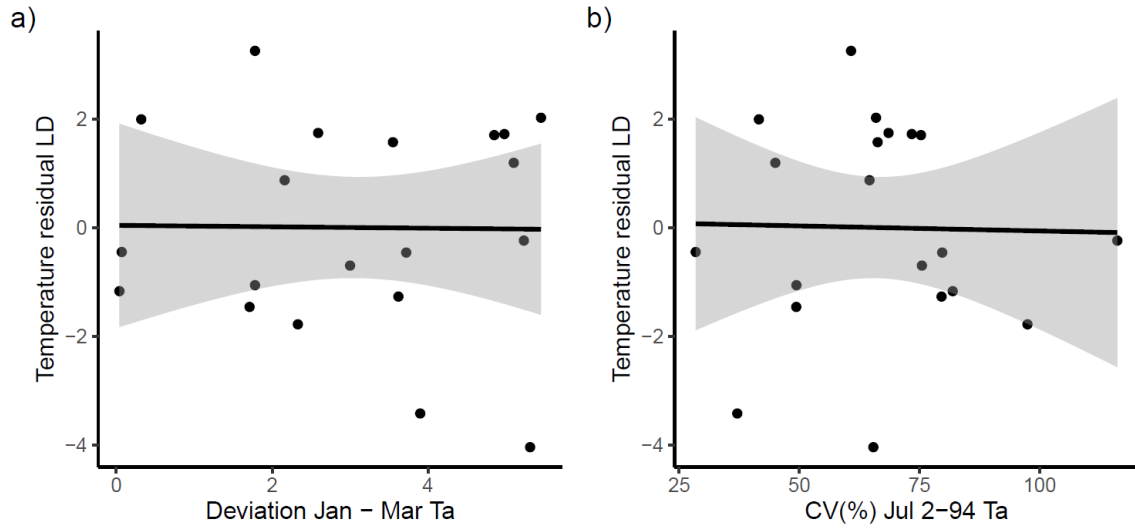 a)
Temperature residual LD
2
0
−2
−4
0 2 4
Deviation Jan − Mar Ta
b)
Temperature residual LD
2
0
−2
−4
25 50 75 100
CV(%) Jul 2−94 Ta